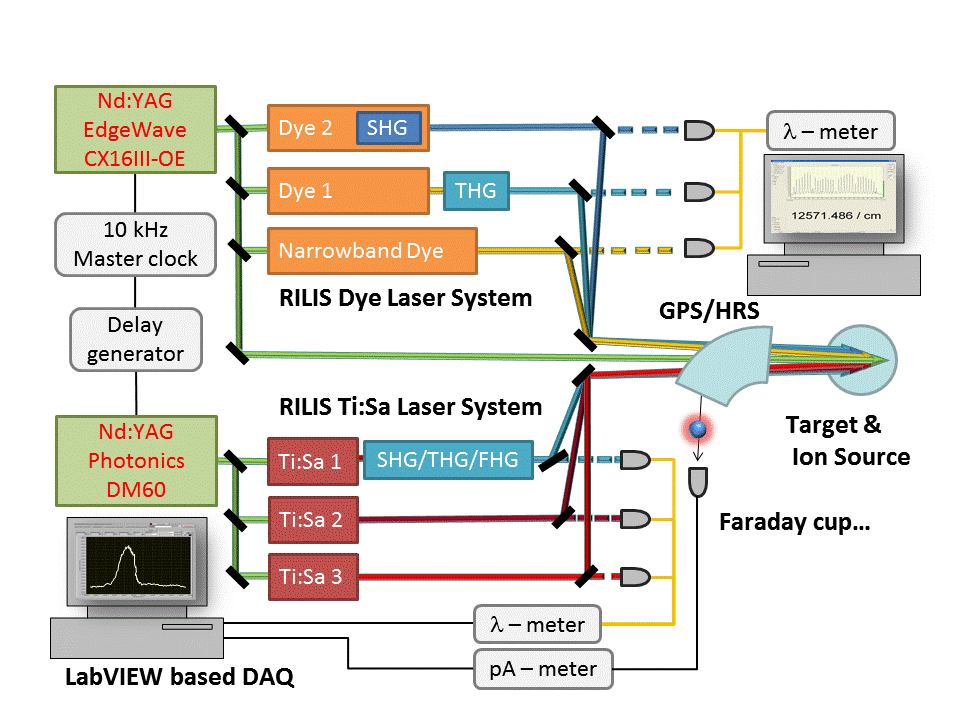 Nd:YAG
EdgeWave
CX16III-OE
Dye 2
SHG
λ – meter
Dye 1
THG
12571.486 / cm
10 kHz
Master clock
Narrowband Dye
RILIS Dye Laser System
GPS/HRS
Delay
generator
RILIS Ti:Sa Laser System
Target &
Ion Source
Nd:YAG
Photonics
DM60
Ti:Sa 1
SHG/THG/FHG
Ti:Sa 2
Faraday cup...
Ti:Sa 3
λ – meter
pA – meter
LabVIEW based DAQ